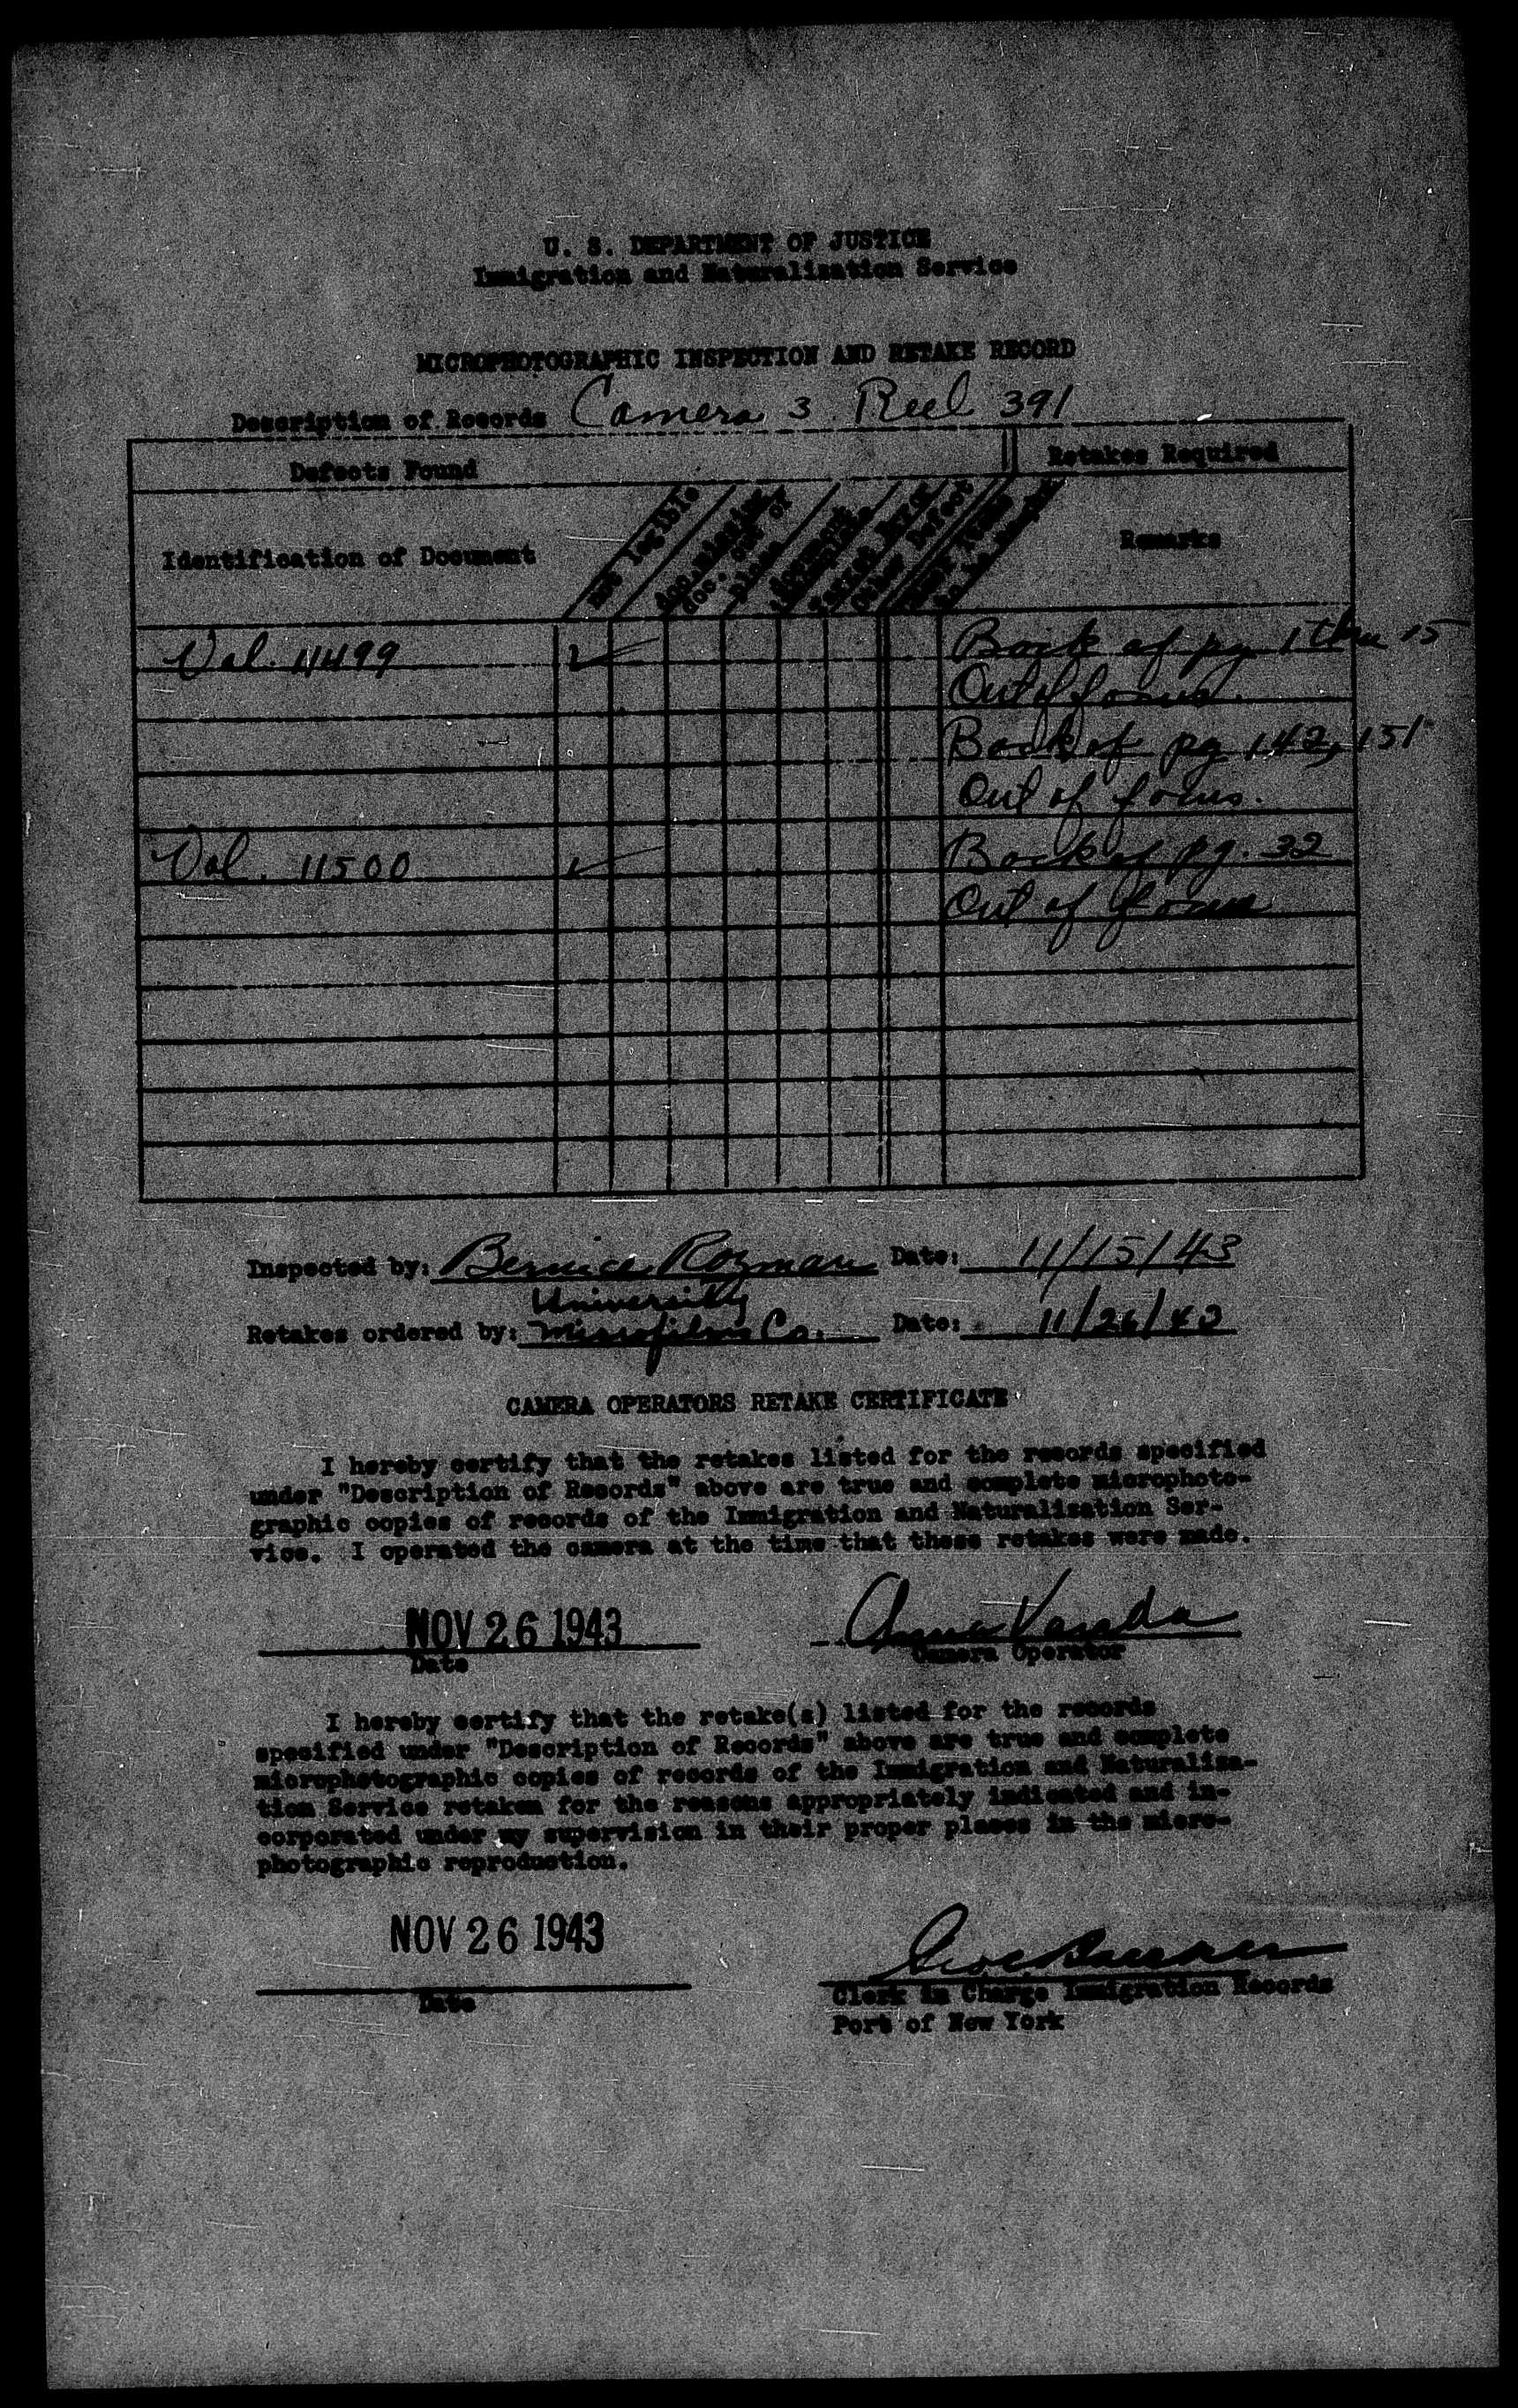 U. S. DEPARTMENT OF JUSTICE
Immigration and Naturalization Service
MICROPHOTOGRAPHIC INSPECTION AND RETAKE RECORD
Description of Records Camera 3 Reel 391
Defects Found
Retakes Required
Identification of Document
not legible
doc. out of
place
Remarks
Vol. 11499 ✓ Back of pg 1 thru 15
Out of focus.
Back of pg 142, 151
Out of focus.
Vol. 11500 ✓ Back of pg. 32
Out of focus
Inspected by: Bernice Rozman Date: 11/15/43
University
Retakes ordered by: Microfilms Co. Date: 11/26/43
CAMERA OPERATORS RETAKE CERTIFICATE
I hereby certify that the retakes listed for the records specified
under "Description of Records" above are true and complete microphoto-
graphic copies of records of the Immigration and Naturalization Ser-
vice. I operated the camera at the time that these retakes were made.
NOV 26 1943 Anna Varada
Date
Camera Operator
I hereby certify that the retake(s) listed for the records
specified under "Description of Records" above are true and complete
microphotographic copies of records of the Immigration and Naturaliza-
tion Service retaken for the reasons appropriately indicated and in-
corporated under my supervision in their proper places in the micro-
photographic reproduction.
NOV 26 1943
Date
Clerk in Charge Immigration Records
Port of New York